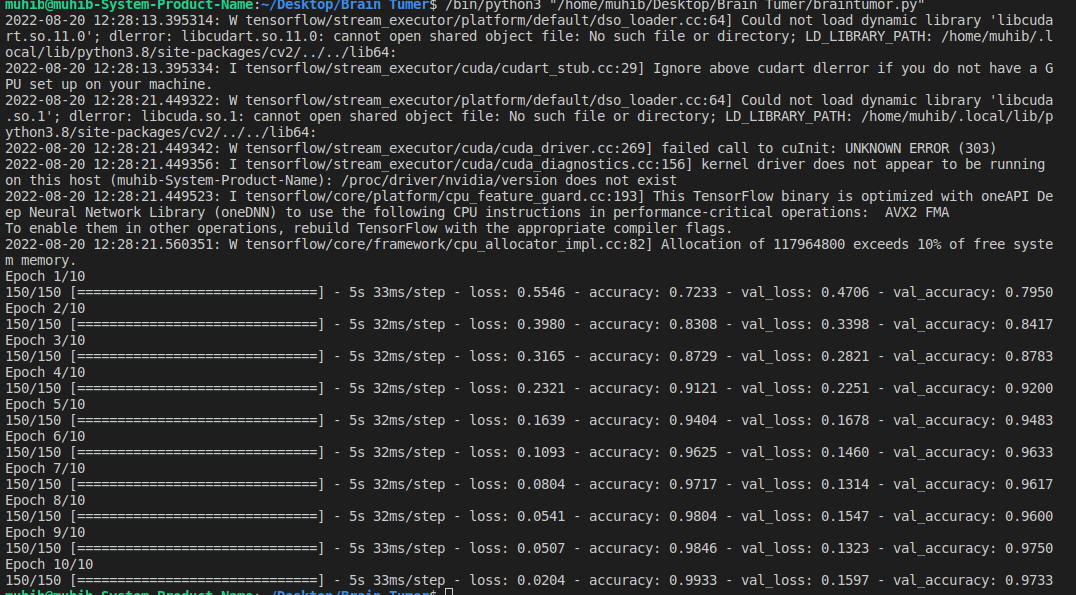 muhib@muhib-System-Product-Name:~/Desktop/Brain Tumer$ /bin/python3 "/home/muhib/Desktop/Brain Tumer/braintumor.py"
2022-08-20 12:28:13.395314: W tensorflow/stream_executor/platform/default/dso_loader.cc:64] Could not load dynamic library 'libcuda
rt.so.11.0'; dlerror: libcudart.so.11.0: cannot open shared object file: No such file or directory; LD_LIBRARY_PATH: /home/muhib/.l
ocal/lib/python3.8/site-packages/cv2/../../lib64:
2022-08-20 12:28:13.395334: I tensorflow/stream_executor/cuda/cudart_stub.cc:29] Ignore above cudart dlerror if you do not have a G
PU set up on your machine.
2022-08-20 12:28:21.449322: W tensorflow/stream_executor/platform/default/dso_loader.cc:64] Could not load dynamic library 'libcuda
.so.1'; dlerror: libcuda.so.1: cannot open shared object file: No such file or directory; LD_LIBRARY_PATH: /home/muhib/.local/lib/p
ython3.8/site-packages/cv2/../../lib64:
2022-08-20 12:28:21.449342: W tensorflow/stream_executor/cuda/cuda_driver.cc:269] failed call to cuInit: UNKNOWN ERROR (303)
2022-08-20 12:28:21.449356: I tensorflow/stream_executor/cuda/cuda_diagnostics.cc:156] kernel driver does not appear to be running
on this host (muhib-System-Product-Name): /proc/driver/nvidia/version does not exist
2022-08-20 12:28:21.449523: I tensorflow/core/platform/cpu_feature_guard.cc:193] This TensorFlow binary is optimized with oneAPI De
ep Neural Network Library (oneDNN) to use the following CPU instructions in performance-critical operations:  AVX2 FMA
To enable them in other operations, rebuild TensorFlow with the appropriate compiler flags.
2022-08-20 12:28:21.560351: W tensorflow/core/framework/cpu_allocator_impl.cc:82] Allocation of 117964800 exceeds 10% of free syste
m memory.
Epoch 1/10
150/150 [==============================] - 5s 33ms/step - loss: 0.5546 - accuracy: 0.7233 - val_loss: 0.4706 - val_accuracy: 0.7950
Epoch 2/10
150/150 [==============================] - 5s 32ms/step - loss: 0.3980 - accuracy: 0.8308 - val_loss: 0.3398 - val_accuracy: 0.8417
Epoch 3/10
150/150 [==============================] - 5s 32ms/step - loss: 0.3165 - accuracy: 0.8729 - val_loss: 0.2821 - val_accuracy: 0.8783
Epoch 4/10
150/150 [==============================] - 5s 32ms/step - loss: 0.2321 - accuracy: 0.9121 - val_loss: 0.2251 - val_accuracy: 0.9200
Epoch 5/10
150/150 [==============================] - 5s 32ms/step - loss: 0.1639 - accuracy: 0.9404 - val_loss: 0.1678 - val_accuracy: 0.9483
Epoch 6/10
150/150 [==============================] - 5s 32ms/step - loss: 0.1093 - accuracy: 0.9625 - val_loss: 0.1460 - val_accuracy: 0.9633
Epoch 7/10
150/150 [==============================] - 5s 32ms/step - loss: 0.0804 - accuracy: 0.9717 - val_loss: 0.1314 - val_accuracy: 0.9617
Epoch 8/10
150/150 [==============================] - 5s 32ms/step - loss: 0.0541 - accuracy: 0.9804 - val_loss: 0.1547 - val_accuracy: 0.9600
Epoch 9/10
150/150 [==============================] - 5s 33ms/step - loss: 0.0507 - accuracy: 0.9846 - val_loss: 0.1323 - val_accuracy: 0.9750
Epoch 10/10
150/150 [==============================] - 5s 33ms/step - loss: 0.0204 - accuracy: 0.9933 - val_loss: 0.1597 - val_accuracy: 0.9733
muhib@muhib-System-Product-Name:~/Desktop/Brain Tumer$